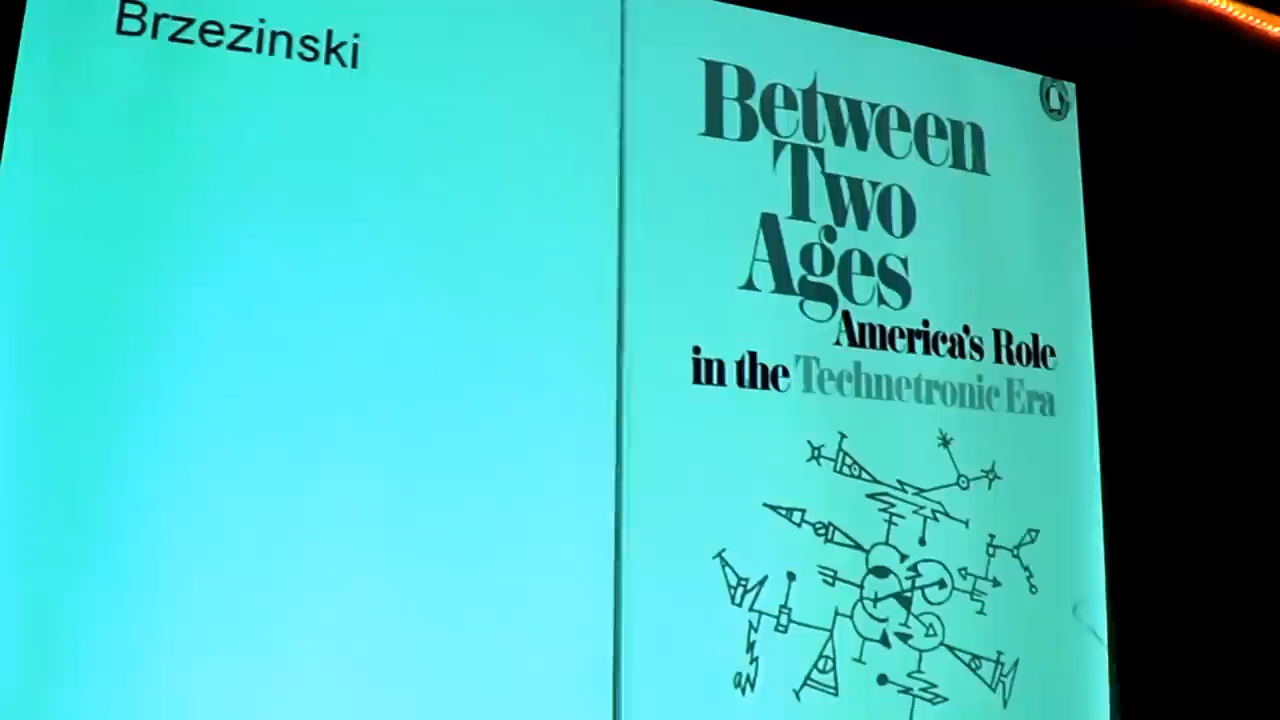 Brzezinski
Between
Two
Ages
America's Role
in the Technetronic Era